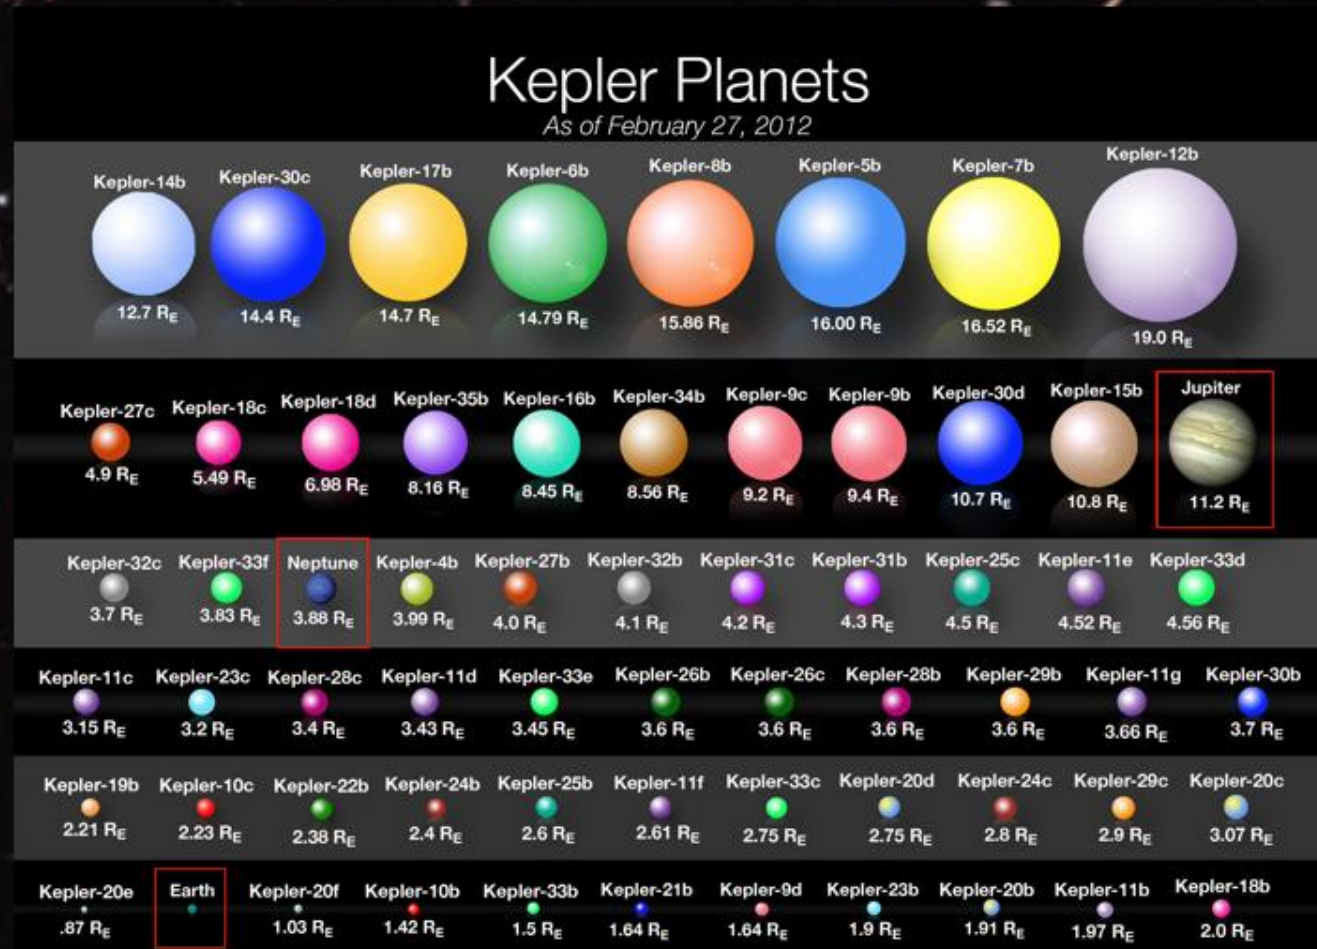 Kepler Planets
As of February 27, 2012
Kepler-14b Kepler-30c Kepler-17b Kepler-6b Kepler-8b Kepler-5b Kepler-7b Kepler-12b
12.7 RE 14.4 RE 14.7 RE 14.79 RE 15.86 RE 16.00 RE 16.52 RE 19.0 RE
Kepler-27c Kepler-18c Kepler-18d Kepler-35b Kepler-16b Kepler-34b Kepler-9c Kepler-9b Kepler-30d Kepler-15b Jupiter
4.9 RE 5.49 RE 6.98 RE 8.16 RE 8.45 RE 8.56 RE 9.2 RE 9.4 RE 10.7 RE 10.8 RE 11.2 RE
Kepler-32c Kepler-33f Neptune Kepler-4b Kepler-27b Kepler-32b Kepler-31c Kepler-31b Kepler-25c Kepler-11e Kepler-33d
3.7 RE 3.83 RE 3.88 RE 3.99 RE 4.0 RE 4.1 RE 4.2 RE 4.3 RE 4.5 RE 4.52 RE 4.56 RE
Kepler-11c Kepler-23c Kepler-28c Kepler-11d Kepler-33e Kepler-26b Kepler-26c Kepler-28b Kepler-29b Kepler-11g Kepler-30b
3.15 RE 3.2 RE 3.4 RE 3.43 RE 3.45 RE 3.6 RE 3.6 RE 3.6 RE 3.6 RE 3.66 RE 3.7 RE
Kepler-19b Kepler-10c Kepler-22b Kepler-24b Kepler-25b Kepler-11f Kepler-33c Kepler-20d Kepler-24c Kepler-29c Kepler-20c
2.21 RE 2.23 RE 2.38 RE 2.4 RE 2.6 RE 2.61 RE 2.75 RE 2.75 RE 2.8 RE 2.9 RE 3.07 RE
Kepler-20e Earth Kepler-20f Kepler-10b Kepler-33b Kepler-21b Kepler-9d Kepler-23b Kepler-20b Kepler-11b Kepler-18b
.87 RE 1.03 RE 1.42 RE 1.5 RE 1.64 RE 1.64 RE 1.9 RE 1.91 RE 1.97 RE 2.0 RE